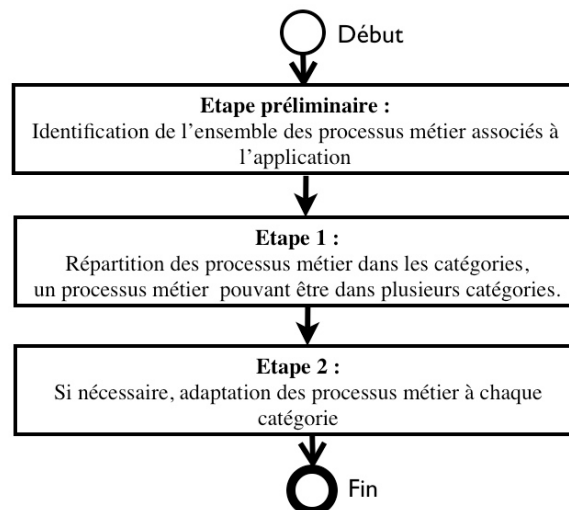 Début
Etape préliminaire :
Identification de l'ensemble des processus métier associés à
l'application
Etape 1 :
Répartition des processus métier dans les catégories,
un processus métier pouvant être dans plusieurs catégories.
Etape 2 :
Si nécessaire, adaptation des processus métier à chaque
catégorie
Fin